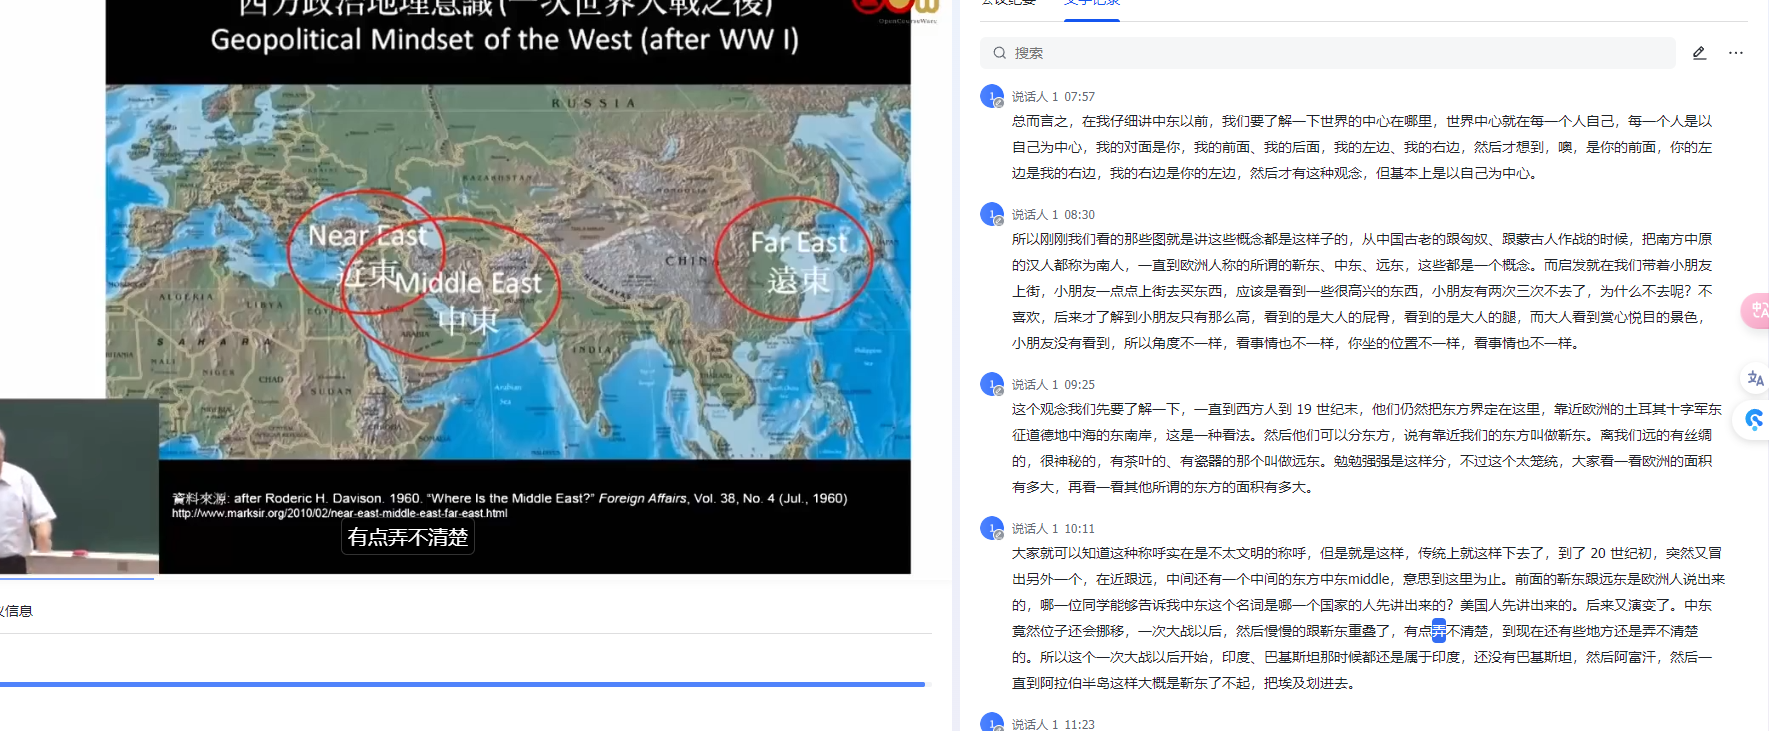 西方政治地理意識(一次世界大戰之後)
OpenCourseWare
Geopolitical Mindset of the West (after WW I)
RUSSIA
KAZAKHSTAN
MONGOLIA
Near East
近東
Middle East
中東
Far East
遠東
CHIN
JAPAN
HIMALAYAS
ALGERIA
LIBYA
EGYPT
ARABIA
INDIA
SAHARA
MALI
NIGER
CHAD
SUDAN
Arabian
Sea
SOMALIA
Philippines
資料來源: after Roderic H. Davison. 1960. “Where Is the Middle East?” Foreign Affairs, Vol. 38, No. 4 (Jul., 1960)
http://www.marksir.org/2010/02/near-east-middle-east-far-east.html
有点弄不清楚
议信息
会议纪要 文字记录
搜索
1 说话人 1 07:57
总而言之，在我仔细讲中东以前，我们要了解一下世界的中心在哪里，世界中心就在每一个人自己，每一个人是以
自己为中心，我的对面是你，我的前面、我的后面，我的左边、我的右边，然后才想到，噢，是你的前面，你的左
边是我的右边，我的右边是你的左边，然后才有这种观念，但基本上是以自己为中心。
1 说话人 1 08:30
所以刚刚我们看的那些图就是讲这些概念都是这样子的，从中国古老的跟匈奴、跟蒙古人作战的时候，把南方中原
的汉人都称为南人，一直到欧洲人称的所谓的靳东、中东、远东，这些都是一个概念。而启发就在我们带着小朋友
上街，小朋友一点点上街去买东西，应该是看到一些很高兴的东西，小朋友有两次三次不去了，为什么不去呢？不
喜欢，后来才了解到小朋友只有那么高，看到的是大人的屁骨，看到的是大人的腿，而大人看到赏心悦目的景色，
小朋友没有看到，所以角度不一样，看事情也不一样，你坐的位置不一样，看事情也不一样。
1 说话人 1 09:25
这个观念我们先要了解一下，一直到西方人到 19 世纪末，他们仍然把东方界定在这里，靠近欧洲的土耳其十字军东
征道德地中海的东南岸，这是一种看法。然后他们可以分东方，说有靠近我们的东方叫做靳东。离我们远的有丝绸
的，很神秘的，有茶叶的、有瓷器的那个叫做远东。勉勉强强是这样分，不过这个太笼统，大家看一看欧洲的面积
有多大，再看一看其他所谓的东方的面积有多大。
1 说话人 1 10:11
大家就可以知道这种称呼实在是不太文明的称呼，但是就是这样，传统上就这样下去了，到了 20 世纪初，突然又冒
出另外一个，在近跟远，中间还有一个中间的东方中东middle，意思到这里为止。前面的靳东跟远东是欧洲人说出来
的，哪一位同学能够告诉我中东这个名词是哪一个国家的人先讲出来的？美国人先讲出来的。后来又演变了。中东
竟然位子还会挪移，一次大战以后，然后慢慢的跟靳东重叠了，有点弄不清楚，到现在还有些地方还是弄不清楚
的。所以这个一次大战以后开始，印度、巴基斯坦那时候都还是属于印度，还没有巴基斯坦，然后阿富汗，然后一
直到阿拉伯半岛这样大概是靳东了不起，把埃及划进去。
1 说话人 1 11:23